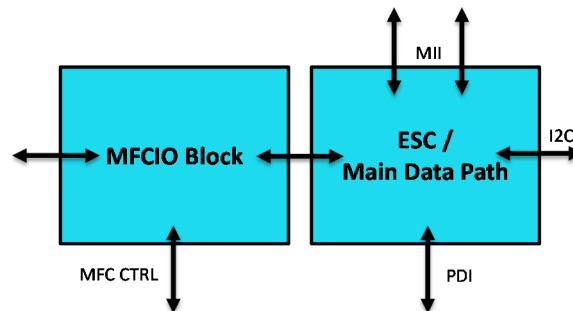 MII
ESC /
MFCIO Block
Main Data Path
I2C
MFC CTRL
PDI